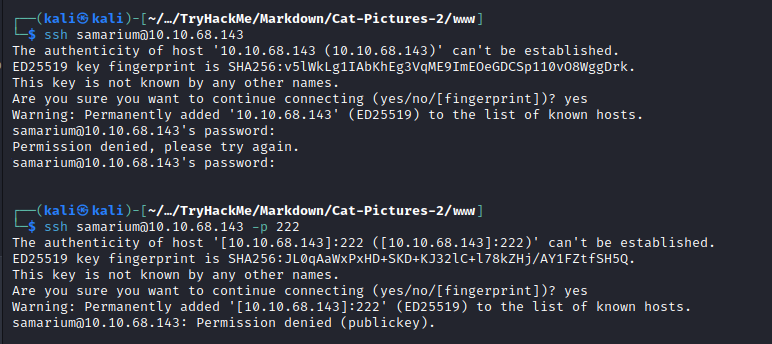 ┌──(kali㉿kali)-[~/…/TryHackMe/Markdown/Cat-Pictures-2/www]
└─$ ssh samarium@10.10.68.143
The authenticity of host '10.10.68.143 (10.10.68.143)' can't be established.
ED25519 key fingerprint is SHA256:v5lWkLg1IAbKhEg3VqME9ImEOeGDCSp110vO8WggDrk.
This key is not known by any other names.
Are you sure you want to continue connecting (yes/no/[fingerprint])? yes
Warning: Permanently added '10.10.68.143' (ED25519) to the list of known hosts.
samarium@10.10.68.143's password:
Permission denied, please try again.
samarium@10.10.68.143's password:
┌──(kali㉿kali)-[~/…/TryHackMe/Markdown/Cat-Pictures-2/www]
└─$ ssh samarium@10.10.68.143 -p 222
The authenticity of host '[10.10.68.143]:222 ([10.10.68.143]:222)' can't be established.
ED25519 key fingerprint is SHA256:JL0qAaWxPxHD+SKD+KJ32lC+l78kZHj/AY1FZtfSH5Q.
This key is not known by any other names.
Are you sure you want to continue connecting (yes/no/[fingerprint])? yes
Warning: Permanently added '[10.10.68.143]:222' (ED25519) to the list of known hosts.
samarium@10.10.68.143: Permission denied (publickey).